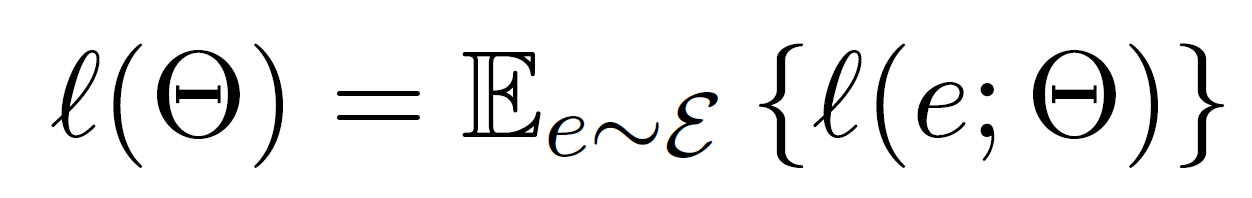 ℓ(Θ) = 𝔼_{e∼ℰ} {ℓ(e; Θ)}